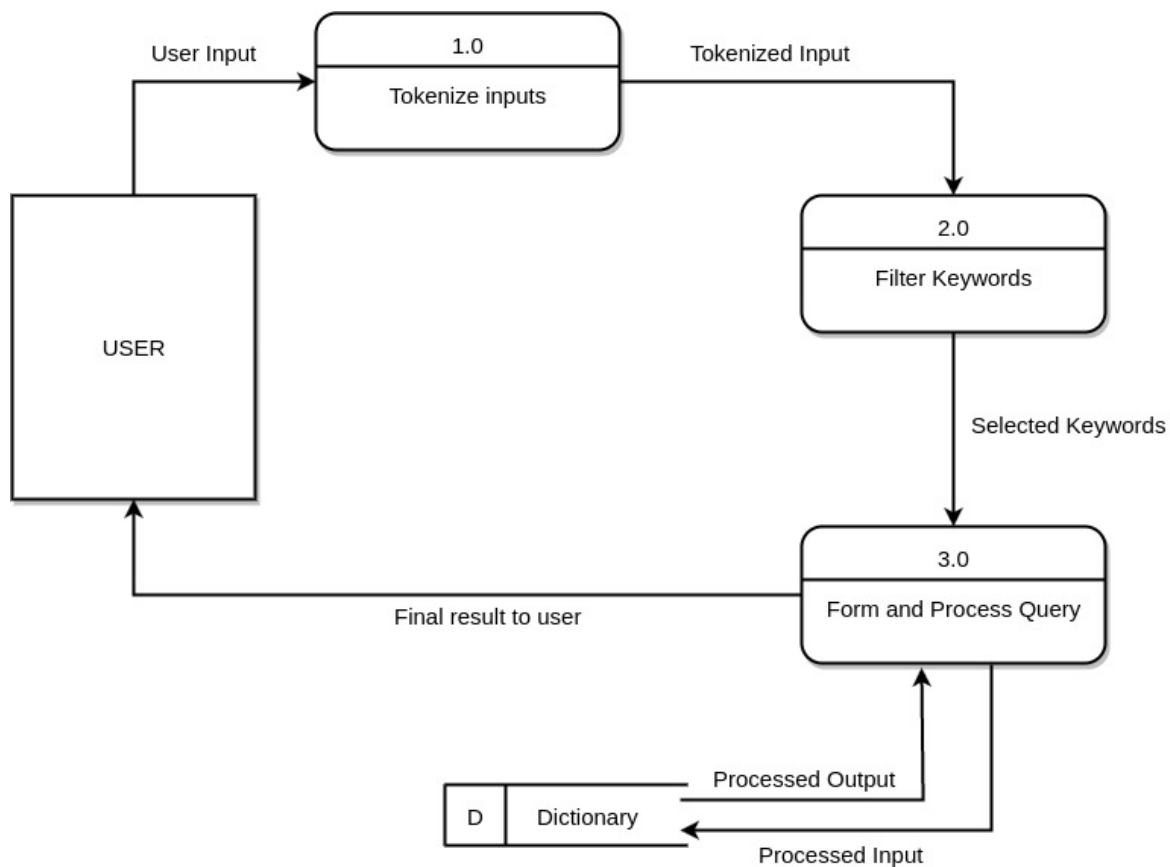 User Input
1.0
Tokenize inputs
Tokenized Input
2.0
Filter Keywords
USER
Selected Keywords
3.0
Form and Process Query
Final result to user
Processed Output
D
Dictionary
Processed Input